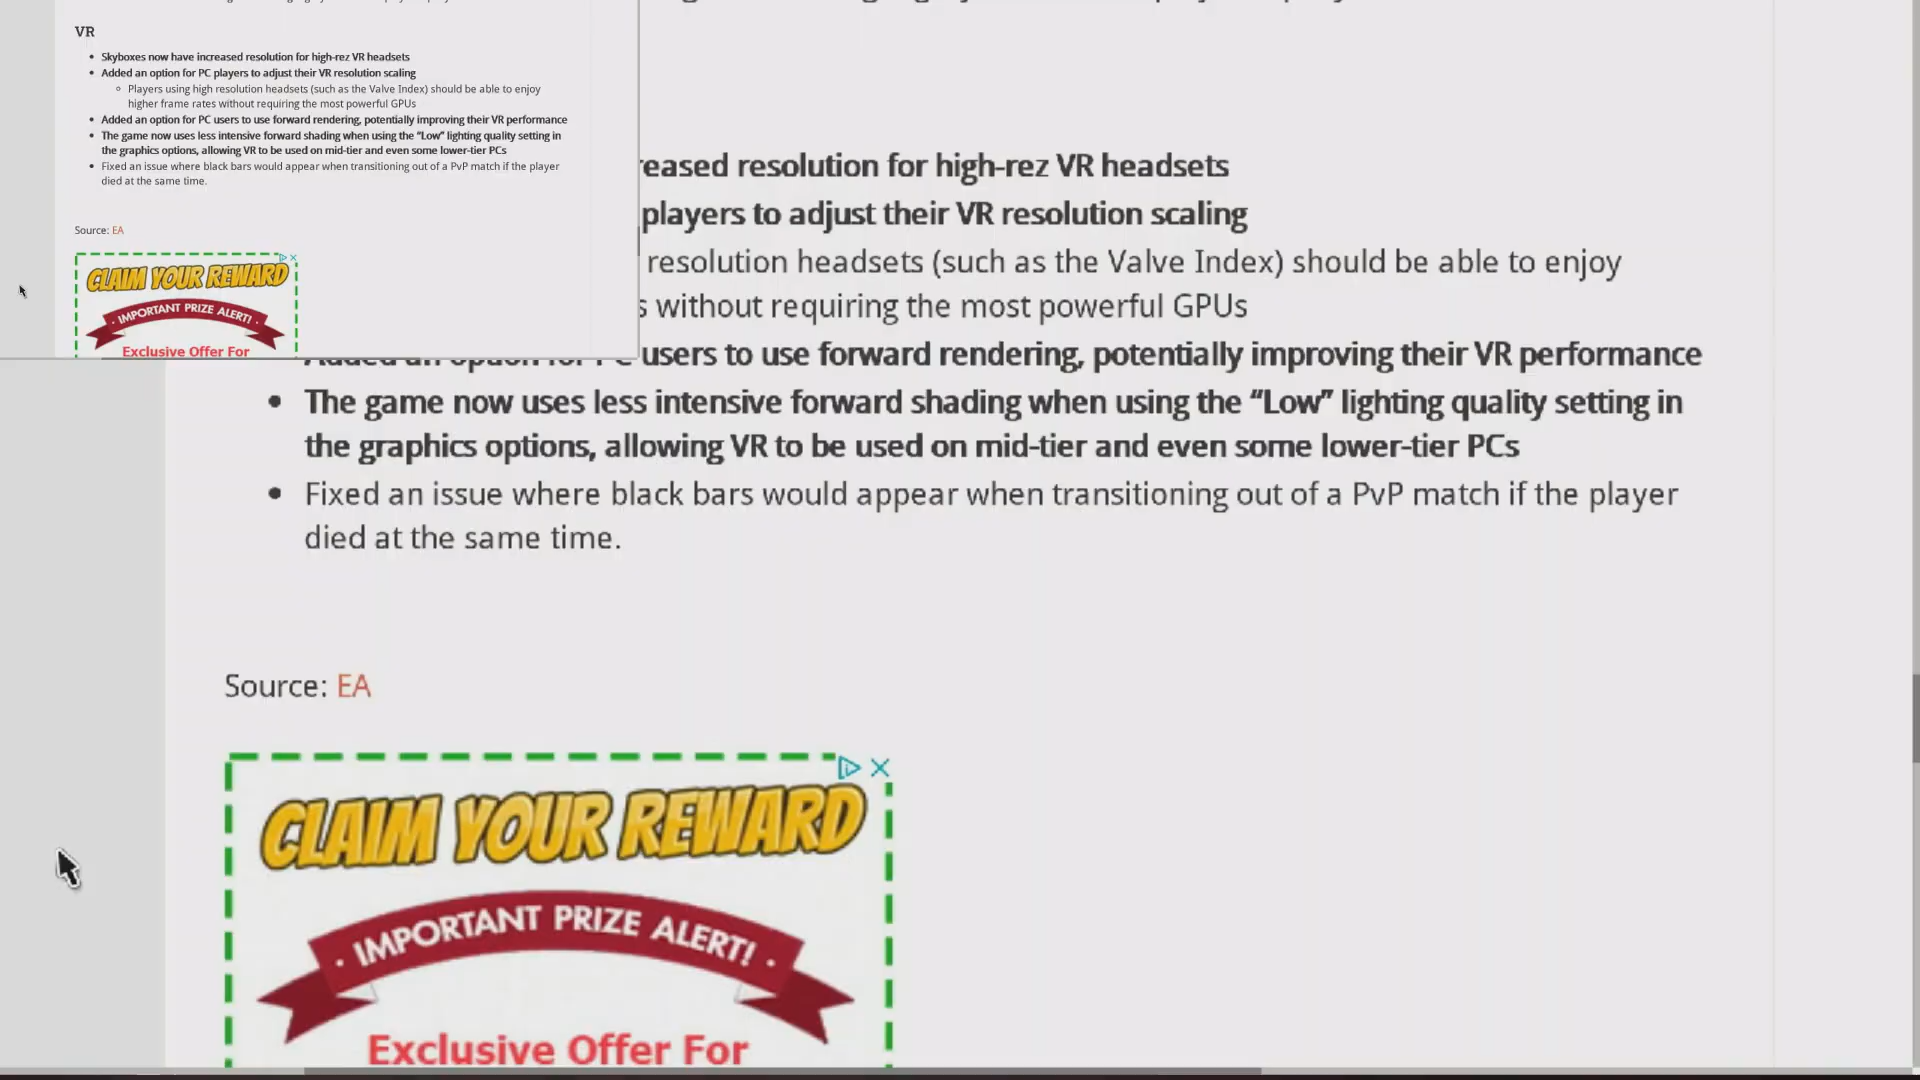 VR
Skyboxes now have increased resolution for high-rez VR headsets
Added an option for PC players to adjust their VR resolution scaling
Players using high resolution headsets (such as the Valve Index) should be able to enjoy
higher frame rates without requiring the most powerful GPUs
Added an option for PC users to use forward rendering, potentially improving their VR performance
The game now uses less intensive forward shading when using the “Low” lighting quality setting in
the graphics options, allowing VR to be used on mid-tier and even some lower-tier PCs
Fixed an issue where black bars would appear when transitioning out of a PvP match if the player
died at the same time.
Source: EA
CLAIM YOUR REWARD
· IMPORTANT PRIZE ALERT! ·
Exclusive Offer For
reased resolution for high-rez VR headsets
players to adjust their VR resolution scaling
resolution headsets (such as the Valve Index) should be able to enjoy
s without requiring the most powerful GPUs
Added an option for PC users to use forward rendering, potentially improving their VR performance
The game now uses less intensive forward shading when using the “Low” lighting quality setting in
the graphics options, allowing VR to be used on mid-tier and even some lower-tier PCs
Fixed an issue where black bars would appear when transitioning out of a PvP match if the player
died at the same time.
Source: EA
CLAIM YOUR REWARD
· IMPORTANT PRIZE ALERT! ·
Exclusive Offer For